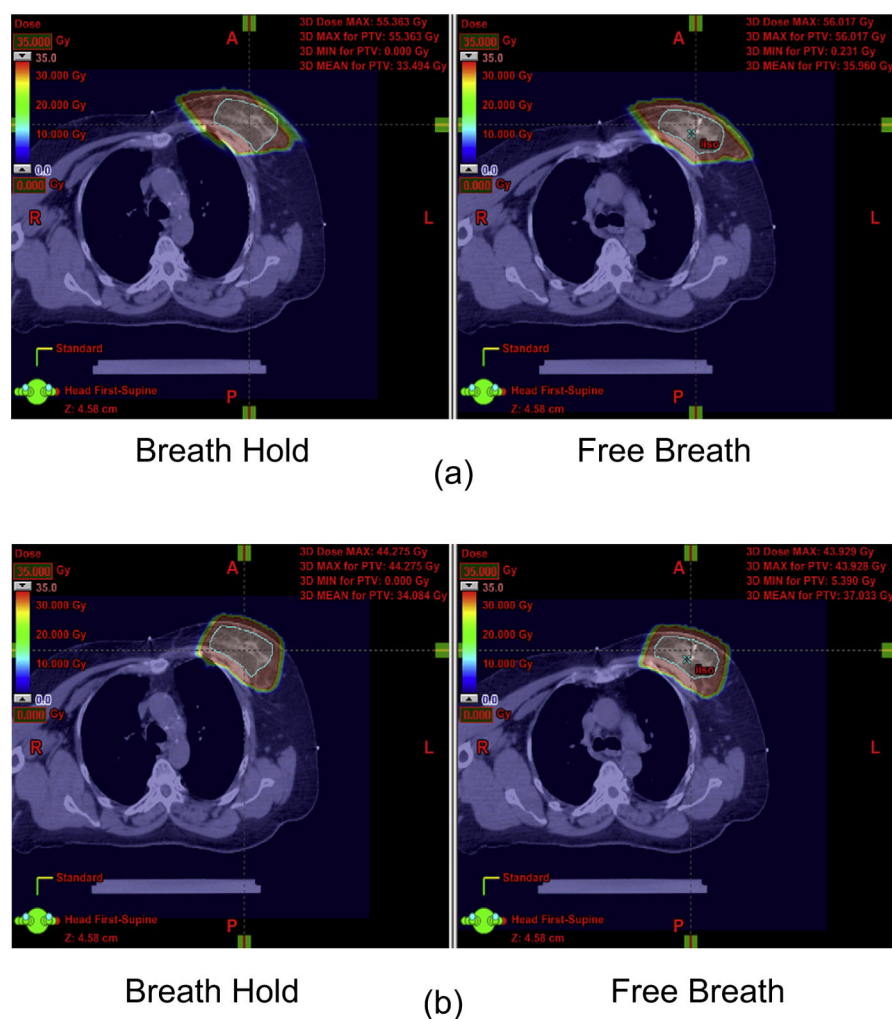 Dose
35.000 Gy
35.0
30.000 Gy
20.000 Gy
10.000 Gy
0.0
0.000 Gy
3D Dose MAX: 55.363 Gy
3D MAX for PTV: 55.363 Gy
3D MIN for PTV: 0.000 Gy
3D MEAN for PTV: 33.494 Gy
A
R
L
P
Standard
Head First-Supine
Z: 4.58 cm
Dose
35.000 Gy
35.0
30.000 Gy
20.000 Gy
10.000 Gy
0.0
0.000 Gy
3D Dose MAX: 56.017 Gy
3D MAX for PTV: 56.017 Gy
3D MIN for PTV: 0.231 Gy
3D MEAN for PTV: 35.960 Gy
A
iiso
R
L
P
Standard
Head First-Supine
Z: 4.58 cm
Breath Hold
Free Breath
(a)
Dose
35.000 Gy
35.0
30.000 Gy
20.000 Gy
10.000 Gy
0.0
0.000 Gy
3D Dose MAX: 44.275 Gy
3D MAX for PTV: 44.275 Gy
3D MIN for PTV: 0.000 Gy
3D MEAN for PTV: 34.084 Gy
A
R
L
P
Standard
Head First-Supine
Z: 4.58 cm
Dose
35.000 Gy
35.0
30.000 Gy
20.000 Gy
10.000 Gy
0.0
0.000 Gy
3D Dose MAX: 43.929 Gy
3D MAX for PTV: 43.928 Gy
3D MIN for PTV: 5.390 Gy
3D MEAN for PTV: 37.033 Gy
A
iiso
R
L
P
Standard
Head First-Supine
Z: 4.58 cm
Breath Hold
Free Breath
(b)